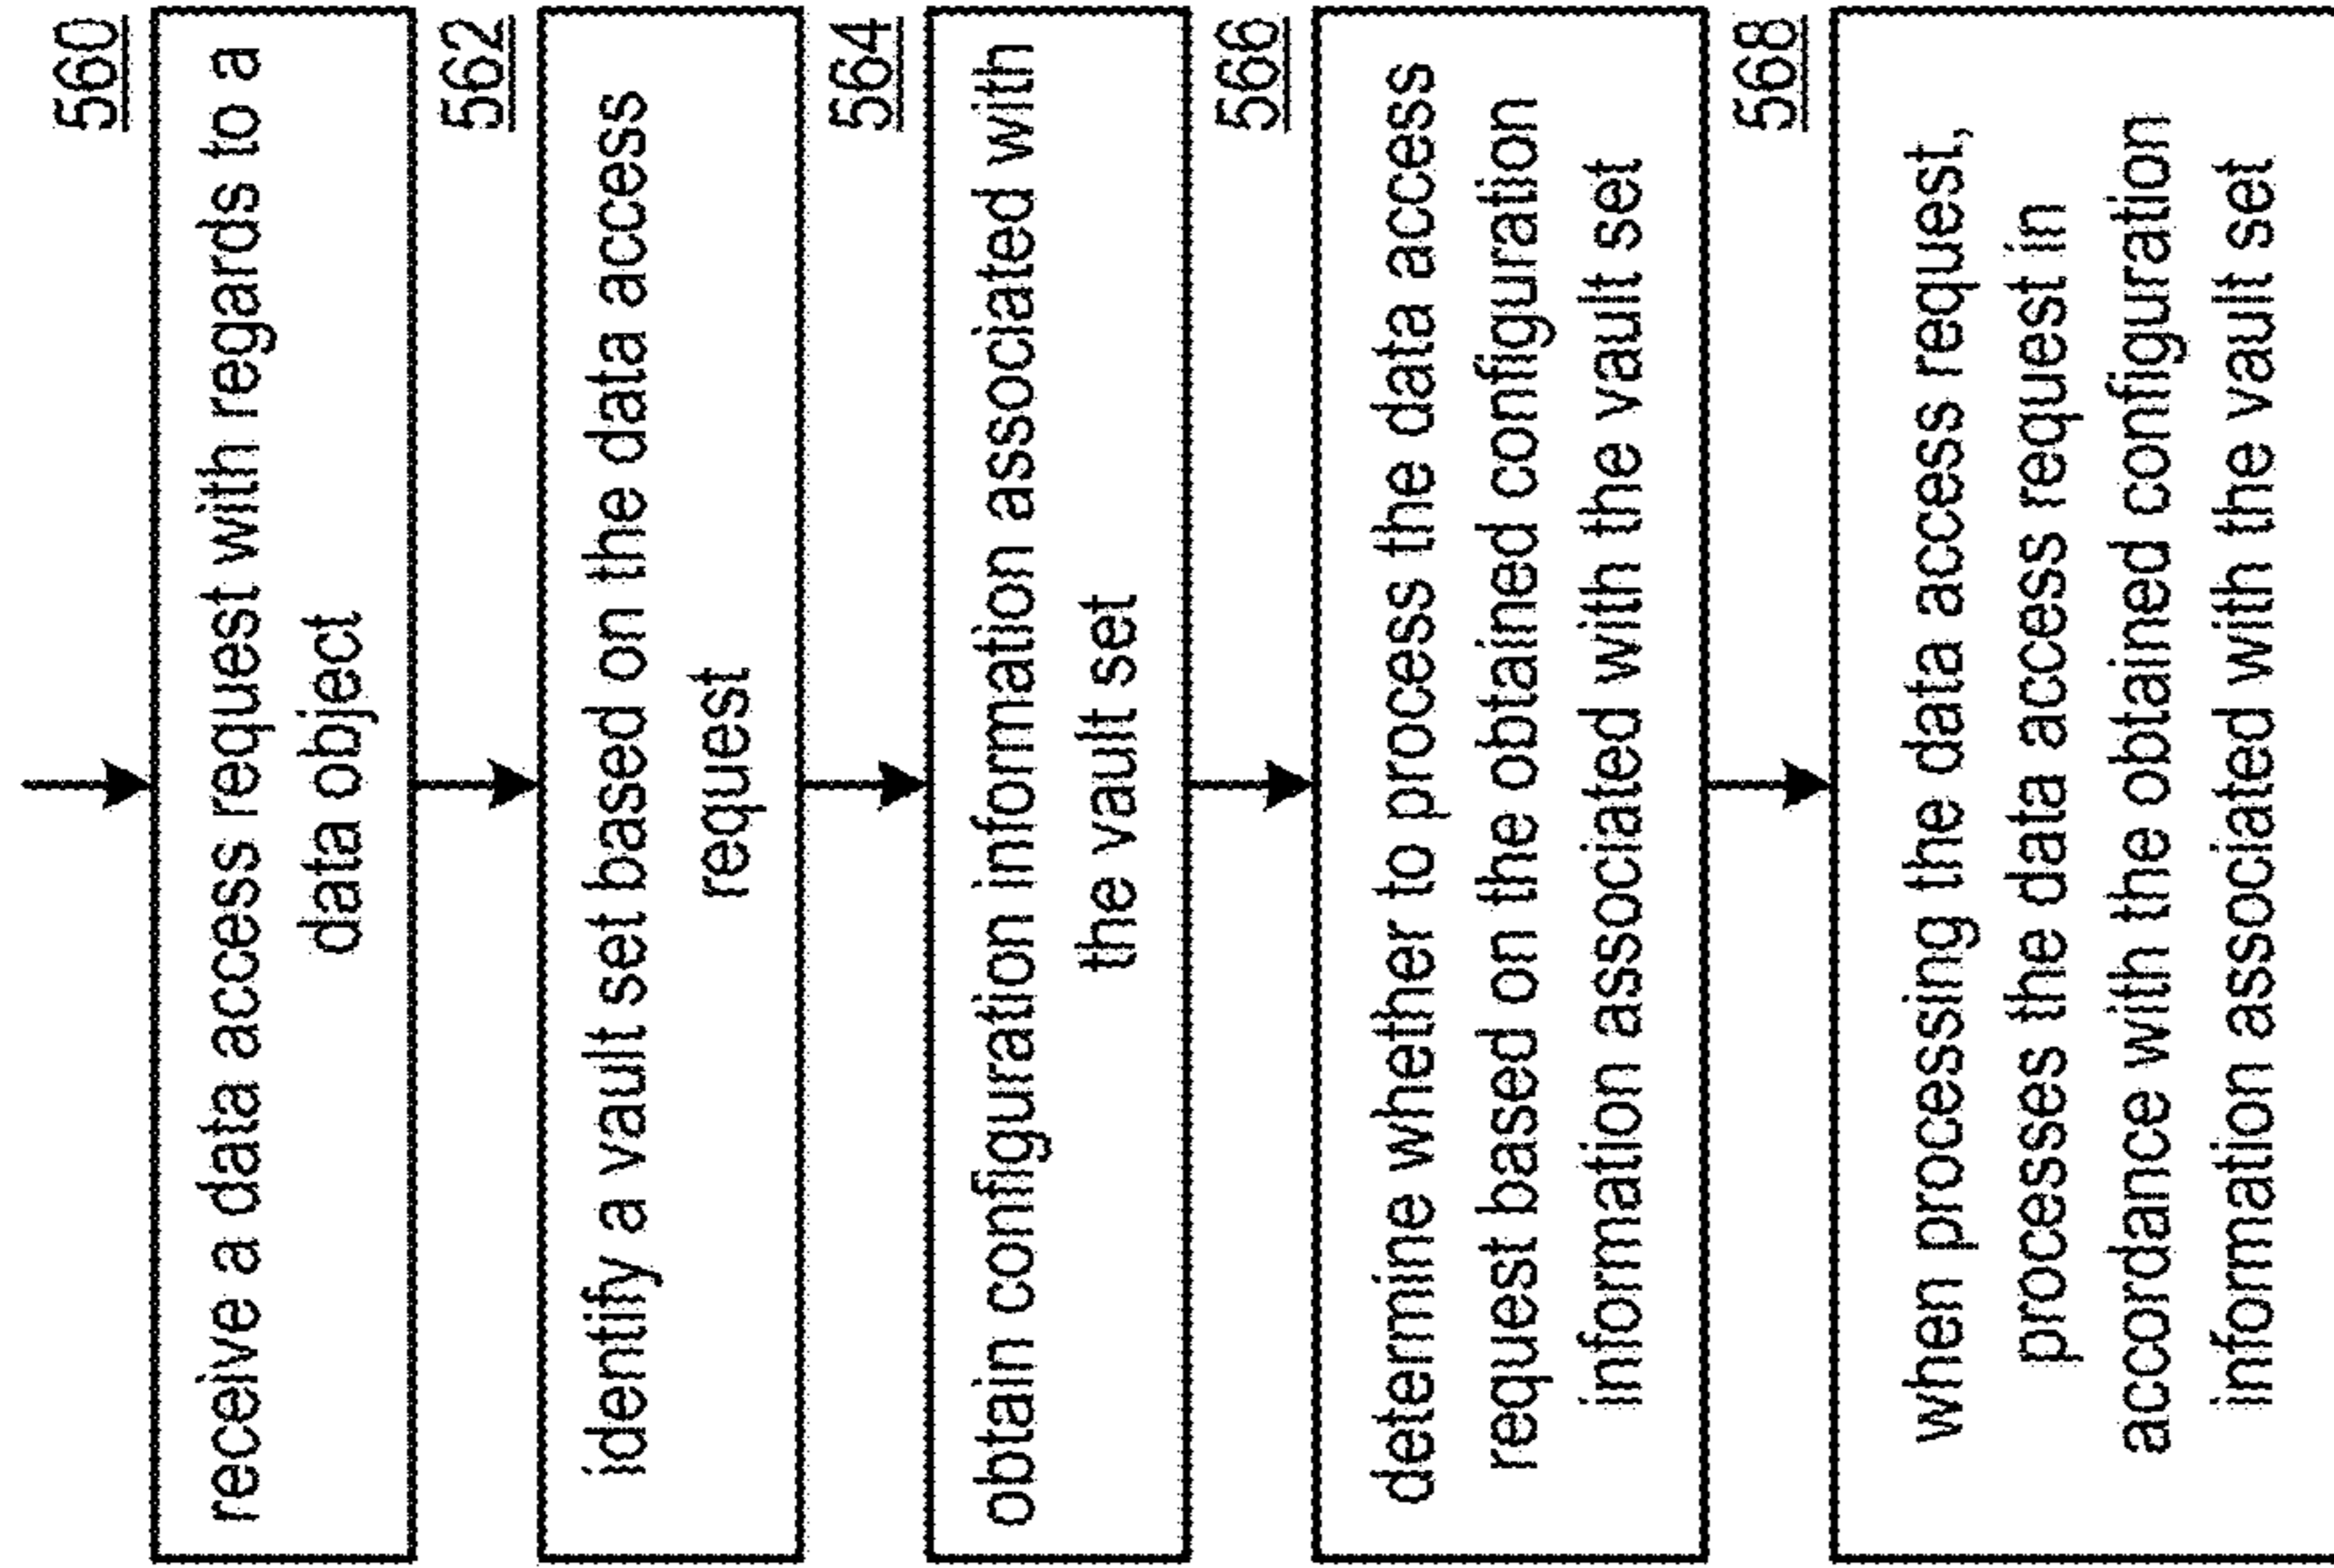 560
receive a data access request with regards to a
data object
562
identify a vault set based on the data access
request
564
obtain configuration information associated with
the vault set
566
determine whether to process the data access
request based on the obtained configuration
information associated with the vault set
568
when processing the data access request,
processes the data access request in
accordance with the obtained configuration
information associated with the vault set